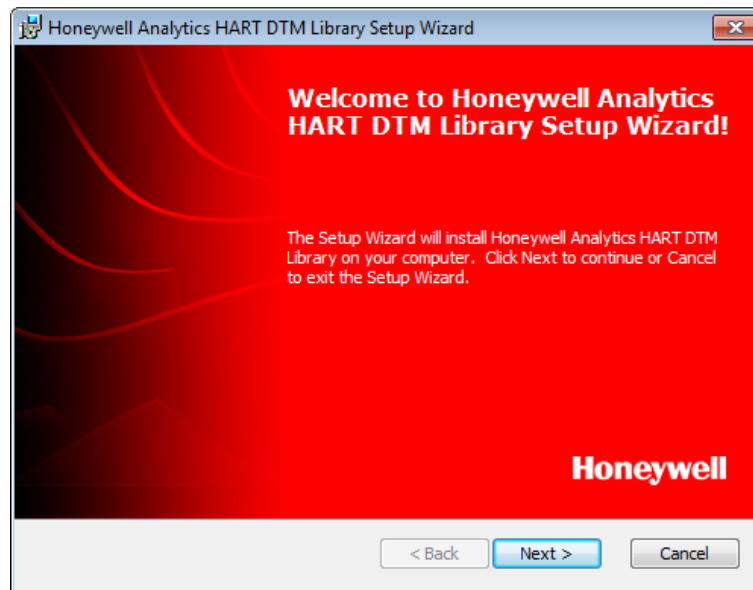 Honeywell Analytics HART DTM Library Setup Wizard
Welcome to Honeywell Analytics
HART DTM Library Setup Wizard!
The Setup Wizard will install Honeywell Analytics HART DTM
Library on your computer. Click Next to continue or Cancel
to exit the Setup Wizard.
Honeywell
< Back Next > Cancel